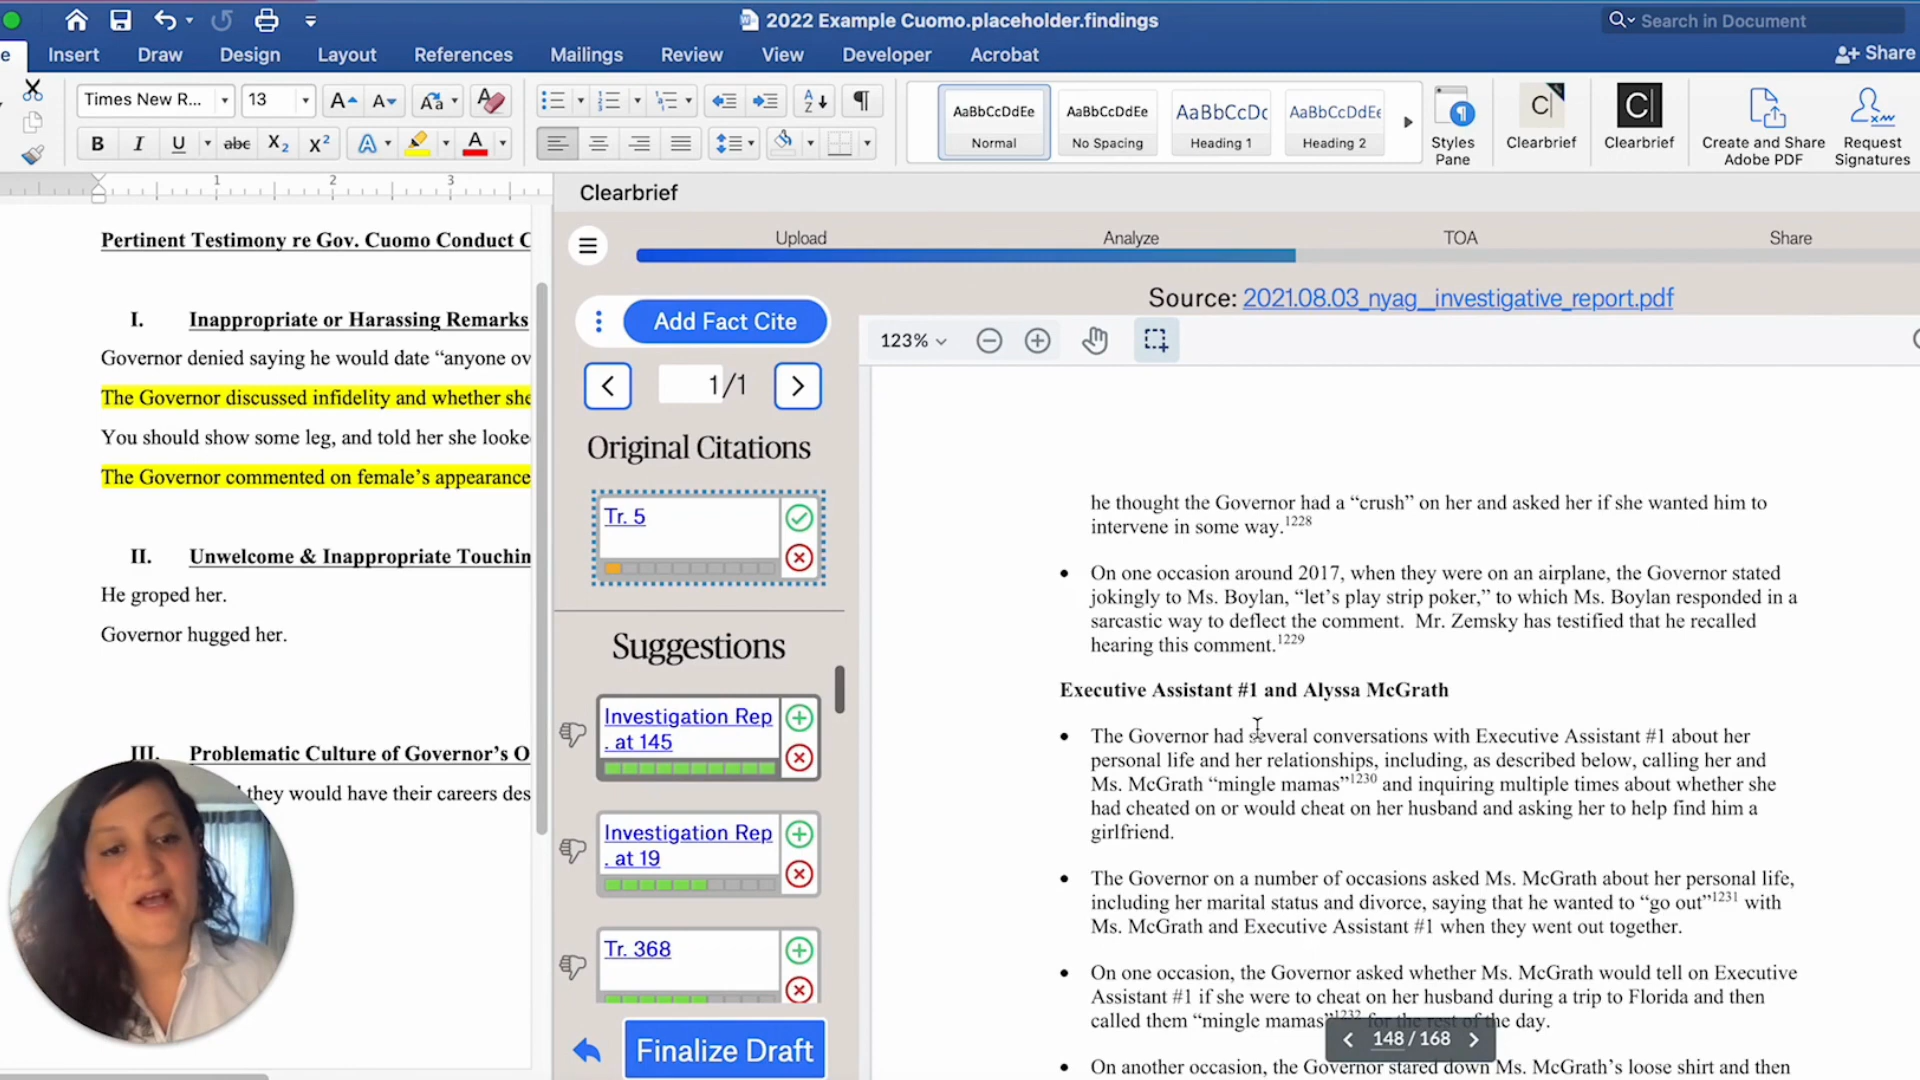 2022 Example Cuomo.placeholder.findings
Search in Document
Insert Draw Design Layout References Mailings Review View Developer Acrobat
Share
Times New R... 13
AaBbCcDdEe AaBbCcDdEe AaBbCcDc AaBbCcDdEe
Normal No Spacing Heading 1 Heading 2
Styles Pane
Clearbrief
Clearbrief
Create and Share Adobe PDF
Request Signatures
1 2 3
Pertinent Testimony re Gov. Cuomo Conduct C
I. Inappropriate or Harassing Remarks
Governor denied saying he would date “anyone ov
The Governor discussed infidelity and whether she
You should show some leg, and told her she looke
The Governor commented on female’s appearance
II. Unwelcome & Inappropriate Touchin
He groped her.
Governor hugged her.
III. Problematic Culture of Governor’s O
they would have their careers des
Clearbrief
Upload Analyze TOA Share
Add Fact Cite
1/1
Original Citations
Tr. 5
Suggestions
Investigation Rep
. at 145
Investigation Rep
. at 19
Tr. 368
Finalize Draft
Source: 2021.08.03_nyag__investigative_report.pdf
123%
he thought the Governor had a “crush” on her and asked her if she wanted him to
intervene in some way.1228
• On one occasion around 2017, when they were on an airplane, the Governor stated
jokingly to Ms. Boylan, “let’s play strip poker,” to which Ms. Boylan responded in a
sarcastic way to deflect the comment. Mr. Zemsky has testified that he recalled
hearing this comment.1229
Executive Assistant #1 and Alyssa McGrath
• The Governor had several conversations with Executive Assistant #1 about her
personal life and her relationships, including, as described below, calling her and
Ms. McGrath “mingle mamas”1230 and inquiring multiple times about whether she
had cheated on or would cheat on her husband and asking her to help find him a
girlfriend.
• The Governor on a number of occasions asked Ms. McGrath about her personal life,
including her marital status and divorce, saying that he wanted to “go out”1231 with
Ms. McGrath and Executive Assistant #1 when they went out together.
• On one occasion, the Governor asked whether Ms. McGrath would tell on Executive
Assistant #1 if she were to cheat on her husband during a trip to Florida and then
called them “mingle mamas”1232 for the rest of the day.
148 / 168
• On another occasion, the Governor stared down Ms. McGrath’s loose shirt and then